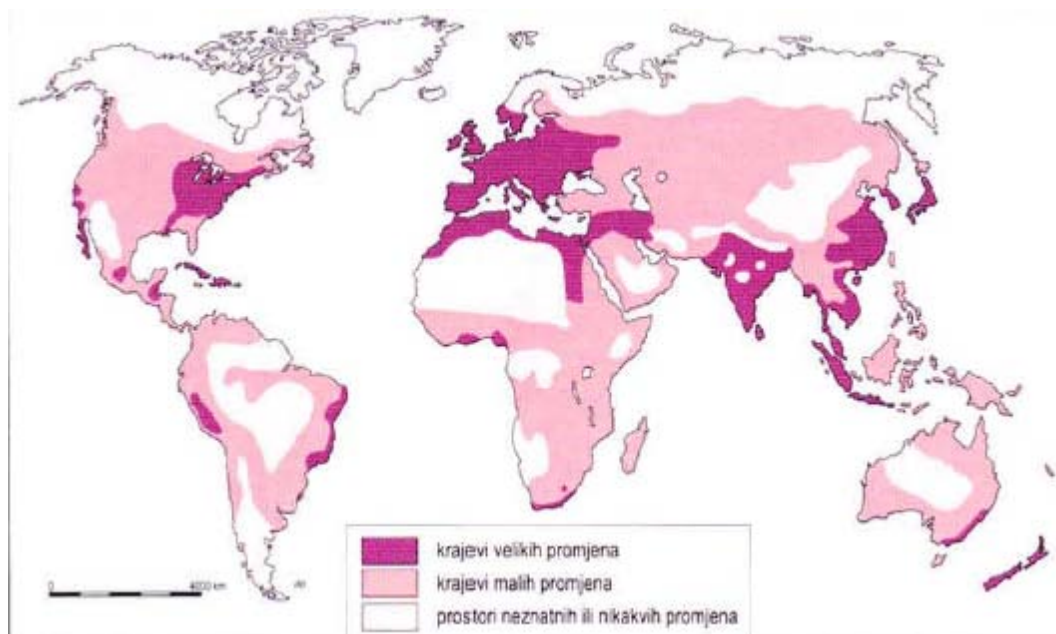 krajevi velikih promjena
krajevi malih promjena
prostori neznatnih ili nikakvih promjena
0 4000 km